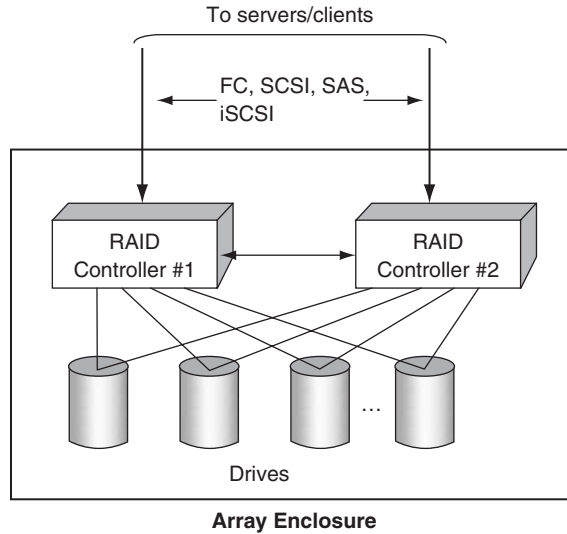 To servers/clients
FC, SCSI, SAS,
iSCSI
RAID
Controller #1
RAID
Controller #2
...
Drives
Array Enclosure